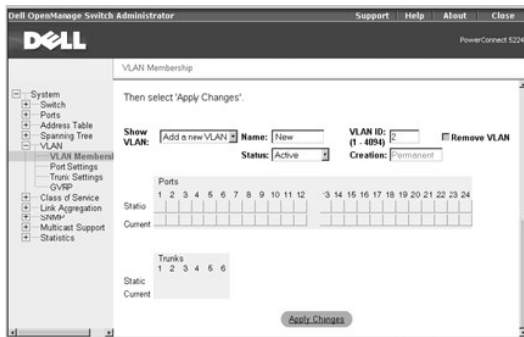 Dell OpenManage Switch Administrator Support Help About Close
DELL
PowerConnect 5224
VLAN Membership
System
Switch
Ports
Address Table
Spanning Tree
VLAN
VLAN Membersl
Port Settings
Trunk Settings
GVRP
Class of Service
Link Aggregation
SNMP
Multicast Support
Statistics
Then select 'Apply Changes'.
Show VLAN: Add a new VLAN Name: New VLAN ID: (1 - 4094) 2 Remove VLAN
Status: Active Creation: Permanent
Ports
1 2 3 4 5 6 7 8 9 10 11 12 13 14 15 16 17 18 19 20 21 22 23 24
Static
Current
Trunks
1 2 3 4 5 6
Static
Current
Apply Changes